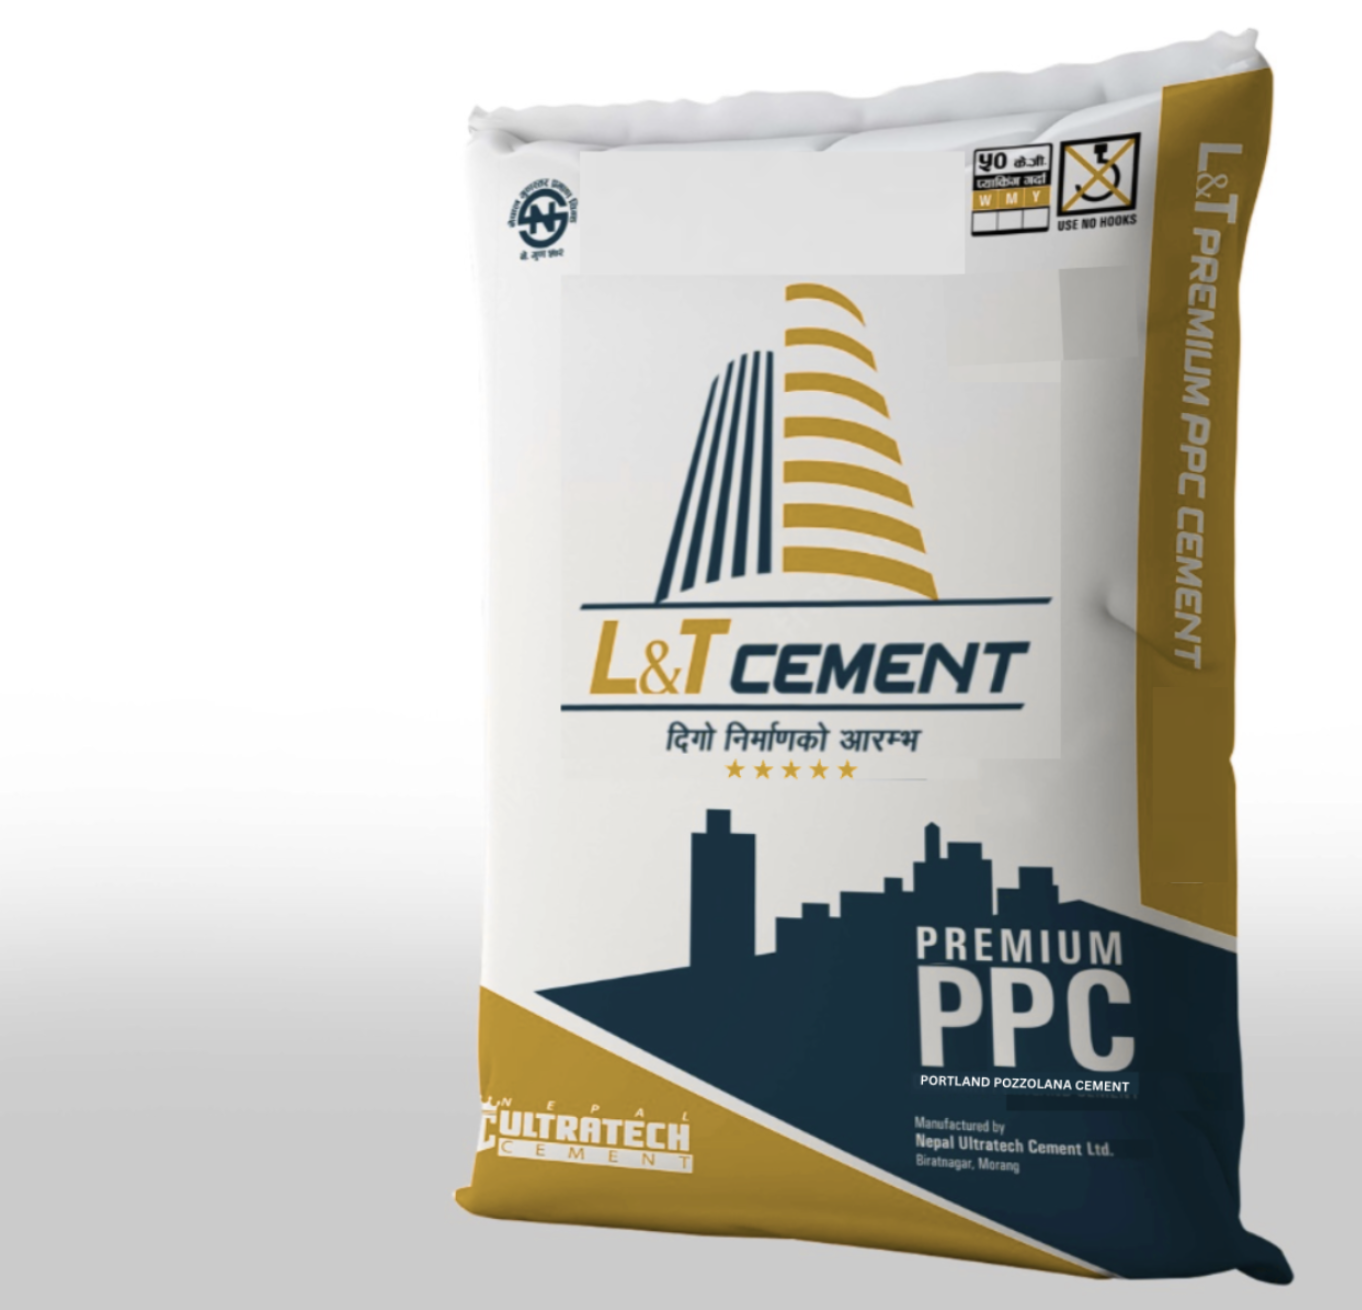 ५० के.जी.
प्याकिंग गर्दा
W M Y
USE NO HOOKS
L&T CEMENT
दिगो निर्माणको आरम्भ
L&T PREMIUM PPC CEMENT
PREMIUM
PPC
PORTLAND POZZOLANA CEMENT
Manufactured by
Nepal Ultratech Cement Ltd.
Biratnagar, Morang
NEPAL
ULTRATECH
CEMENT